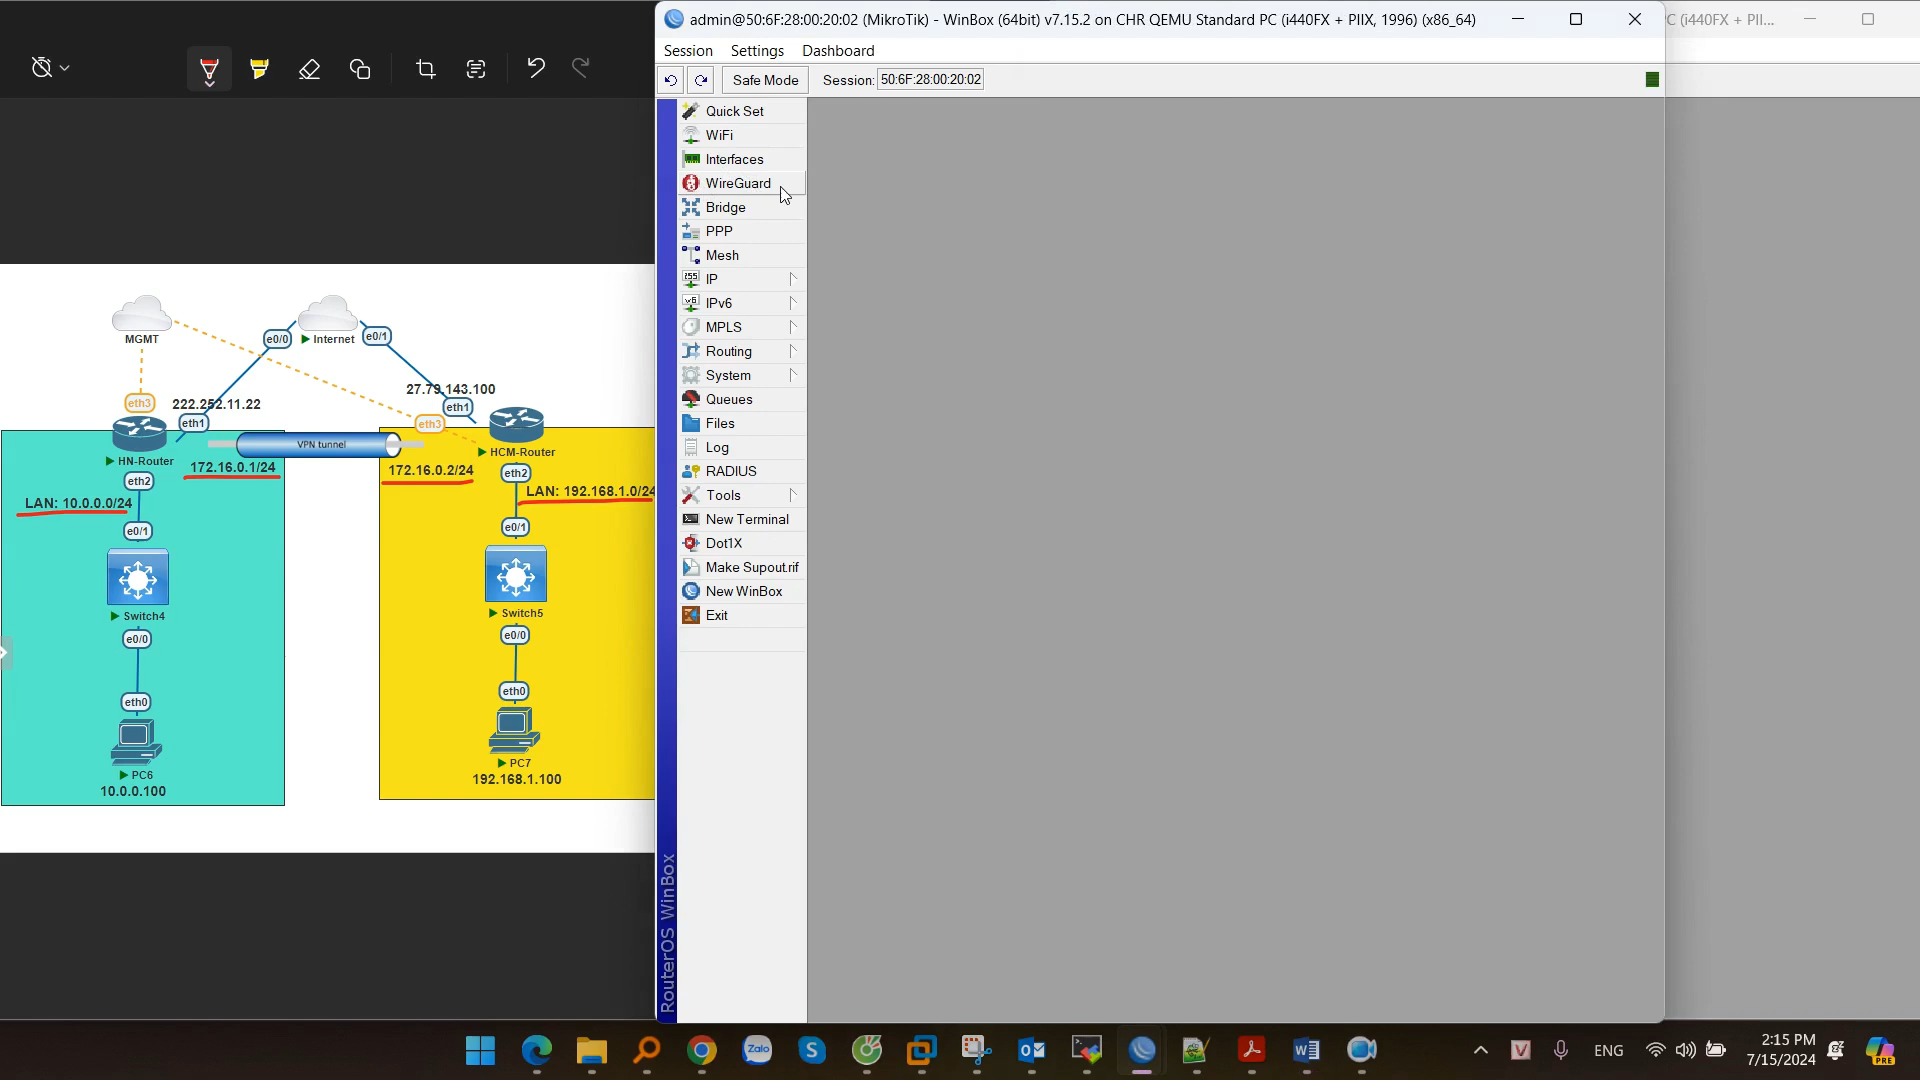 admin@50:6F:28:00:20:02 (MikroTik) - WinBox (64bit) v7.15.2 on CHR QEMU Standard PC (i440FX + PIIX, 1996) (x86_64)
C (i440FX + PII...
Session Settings Dashboard
Safe Mode Session: 50:6F:28:00:20:02
Quick Set
WiFi
Interfaces
WireGuard
Bridge
PPP
Mesh
IP
IPv6
MPLS
Routing
System
Queues
Files
Log
RADIUS
Tools
New Terminal
Dot1X
Make Supout.rif
New WinBox
Exit
RouterOS WinBox
MGMT
Internet
e0/0
e0/1
27.79.143.100
222.252.11.22
eth3
eth1
eth1
eth3
VPN tunnel
HN-Router
HCM-Router
172.16.0.1/24
172.16.0.2/24
eth2
eth2
LAN: 10.0.0.0/24
LAN: 192.168.1.0/24
e0/1
e0/1
Switch4
Switch5
e0/0
e0/0
eth0
eth0
PC6
10.0.0.100
PC7
192.168.1.100
Zalo
ENG
2:15 PM
7/15/2024
PRE